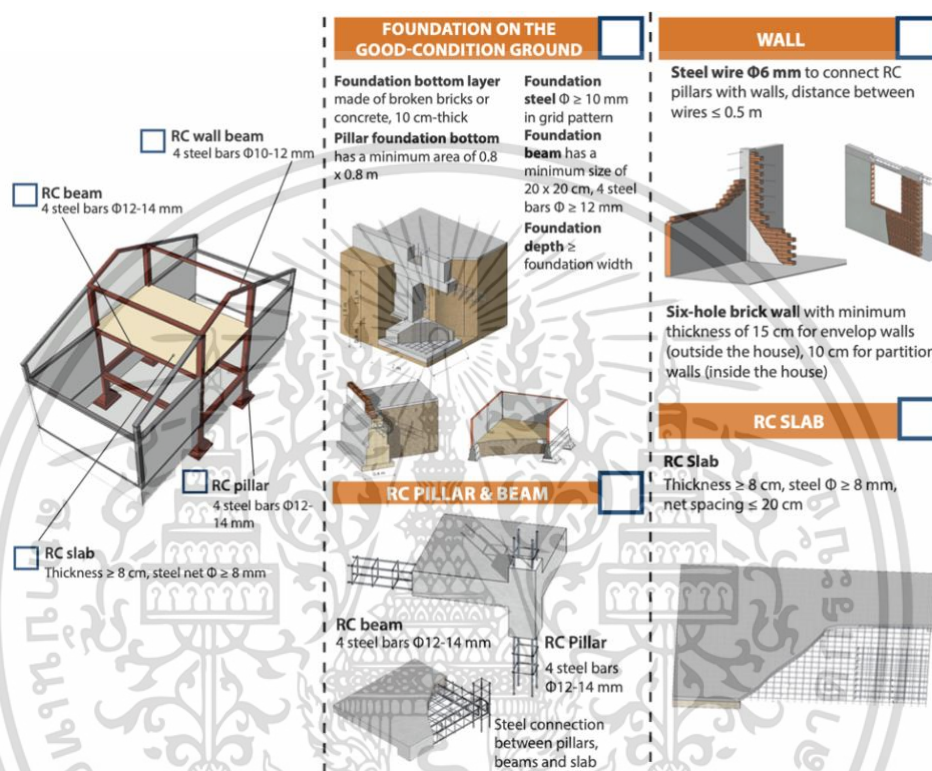 RC wall beam
4 steel bars Φ10-12 mm
RC beam
4 steel bars Φ12-14 mm
RC pillar
4 steel bars Φ12-
14 mm
RC slab
Thickness ≥ 8 cm, steel net Φ ≥ 8 mm
FOUNDATION ON THE
GOOD-CONDITION GROUND
Foundation bottom layer
made of broken bricks or
concrete, 10 cm-thick
Pillar foundation bottom
has a minimum area of 0.8
x 0.8 m
Foundation
steel Φ ≥ 10 mm
in grid pattern
Foundation
beam has a
minimum size of
20 x 20 cm, 4 steel
bars Φ ≥ 12 mm
Foundation
depth ≥
foundation width
RC PILLAR & BEAM
RC beam
4 steel bars Φ12-14 mm
RC Pillar
4 steel bars
Φ12-14 mm
Steel connection
between pillars,
beams and slab
WALL
Steel wire Φ6 mm to connect RC
pillars with walls, distance between
wires ≤ 0.5 m
Six-hole brick wall with minimum
thickness of 15 cm for envelop walls
(outside the house), 10 cm for partition
walls (inside the house)
RC SLAB
RC Slab
Thickness ≥ 8 cm, steel Φ ≥ 8 mm,
net spacing ≤ 20 cm